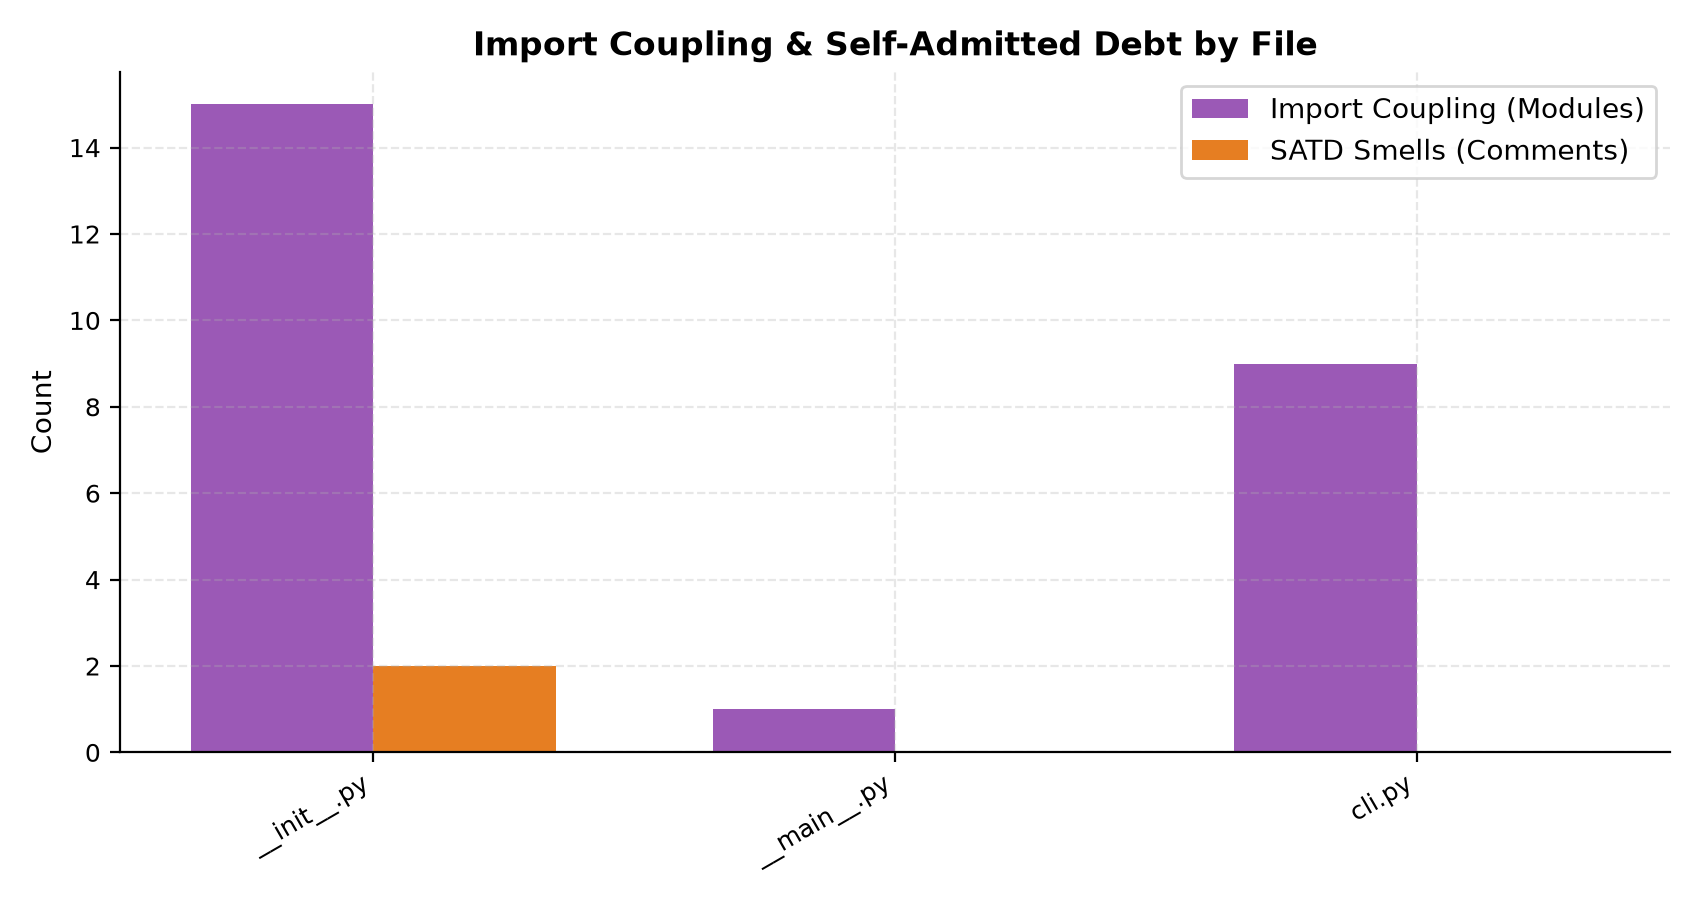 Import Coupling & Self-Admitted Debt by File
Import Coupling (Modules)
SATD Smells (Comments)
Count
14
12
10
8
6
4
2
0
__init__.py
__main__.py
cli.py